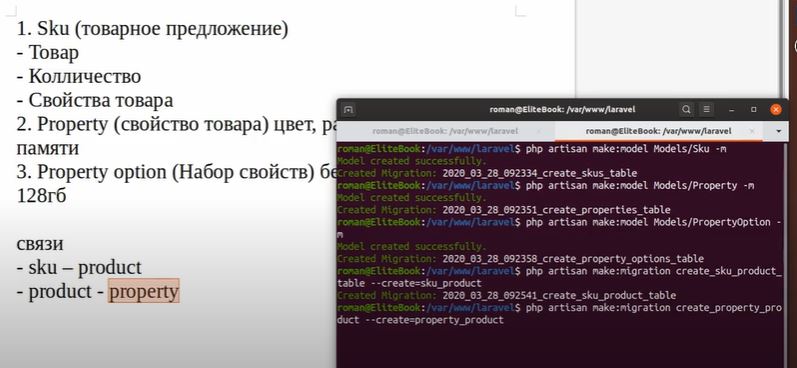 1. Sku (товарное предложение)
- Товар
- Колличество
- Свойства товара
2. Property (свойство товара) цвет,
памяти
3. Property option (Набор свойств)
128гб
связи
- sku – product
- product - property
roman@EliteBook: /var/www/laravel
roman@EliteBook: /var/www/laravel
roman@EliteBook: /var/www/laravel
roman@EliteBook:/var/www/laravel$ php artisan make:model Models/Sku -m
Model created successfully.
Created Migration: 2020_03_28_092334_create_skus_table
roman@EliteBook:/var/www/laravel$ php artisan make:model Models/Property -m
Model created successfully.
Created Migration: 2020_03_28_092351_create_properties_table
roman@EliteBook:/var/www/laravel$ php artisan make:model Models/PropertyOption -
m
Model created successfully.
Created Migration: 2020_03_28_092358_create_property_options_table
roman@EliteBook:/var/www/laravel$ php artisan make:migration create_sku_product_
table --create=sku_product
Created Migration: 2020_03_28_092541_create_sku_product_table
roman@EliteBook:/var/www/laravel$ php artisan make:migration create_property_pro
duct --create=property_product